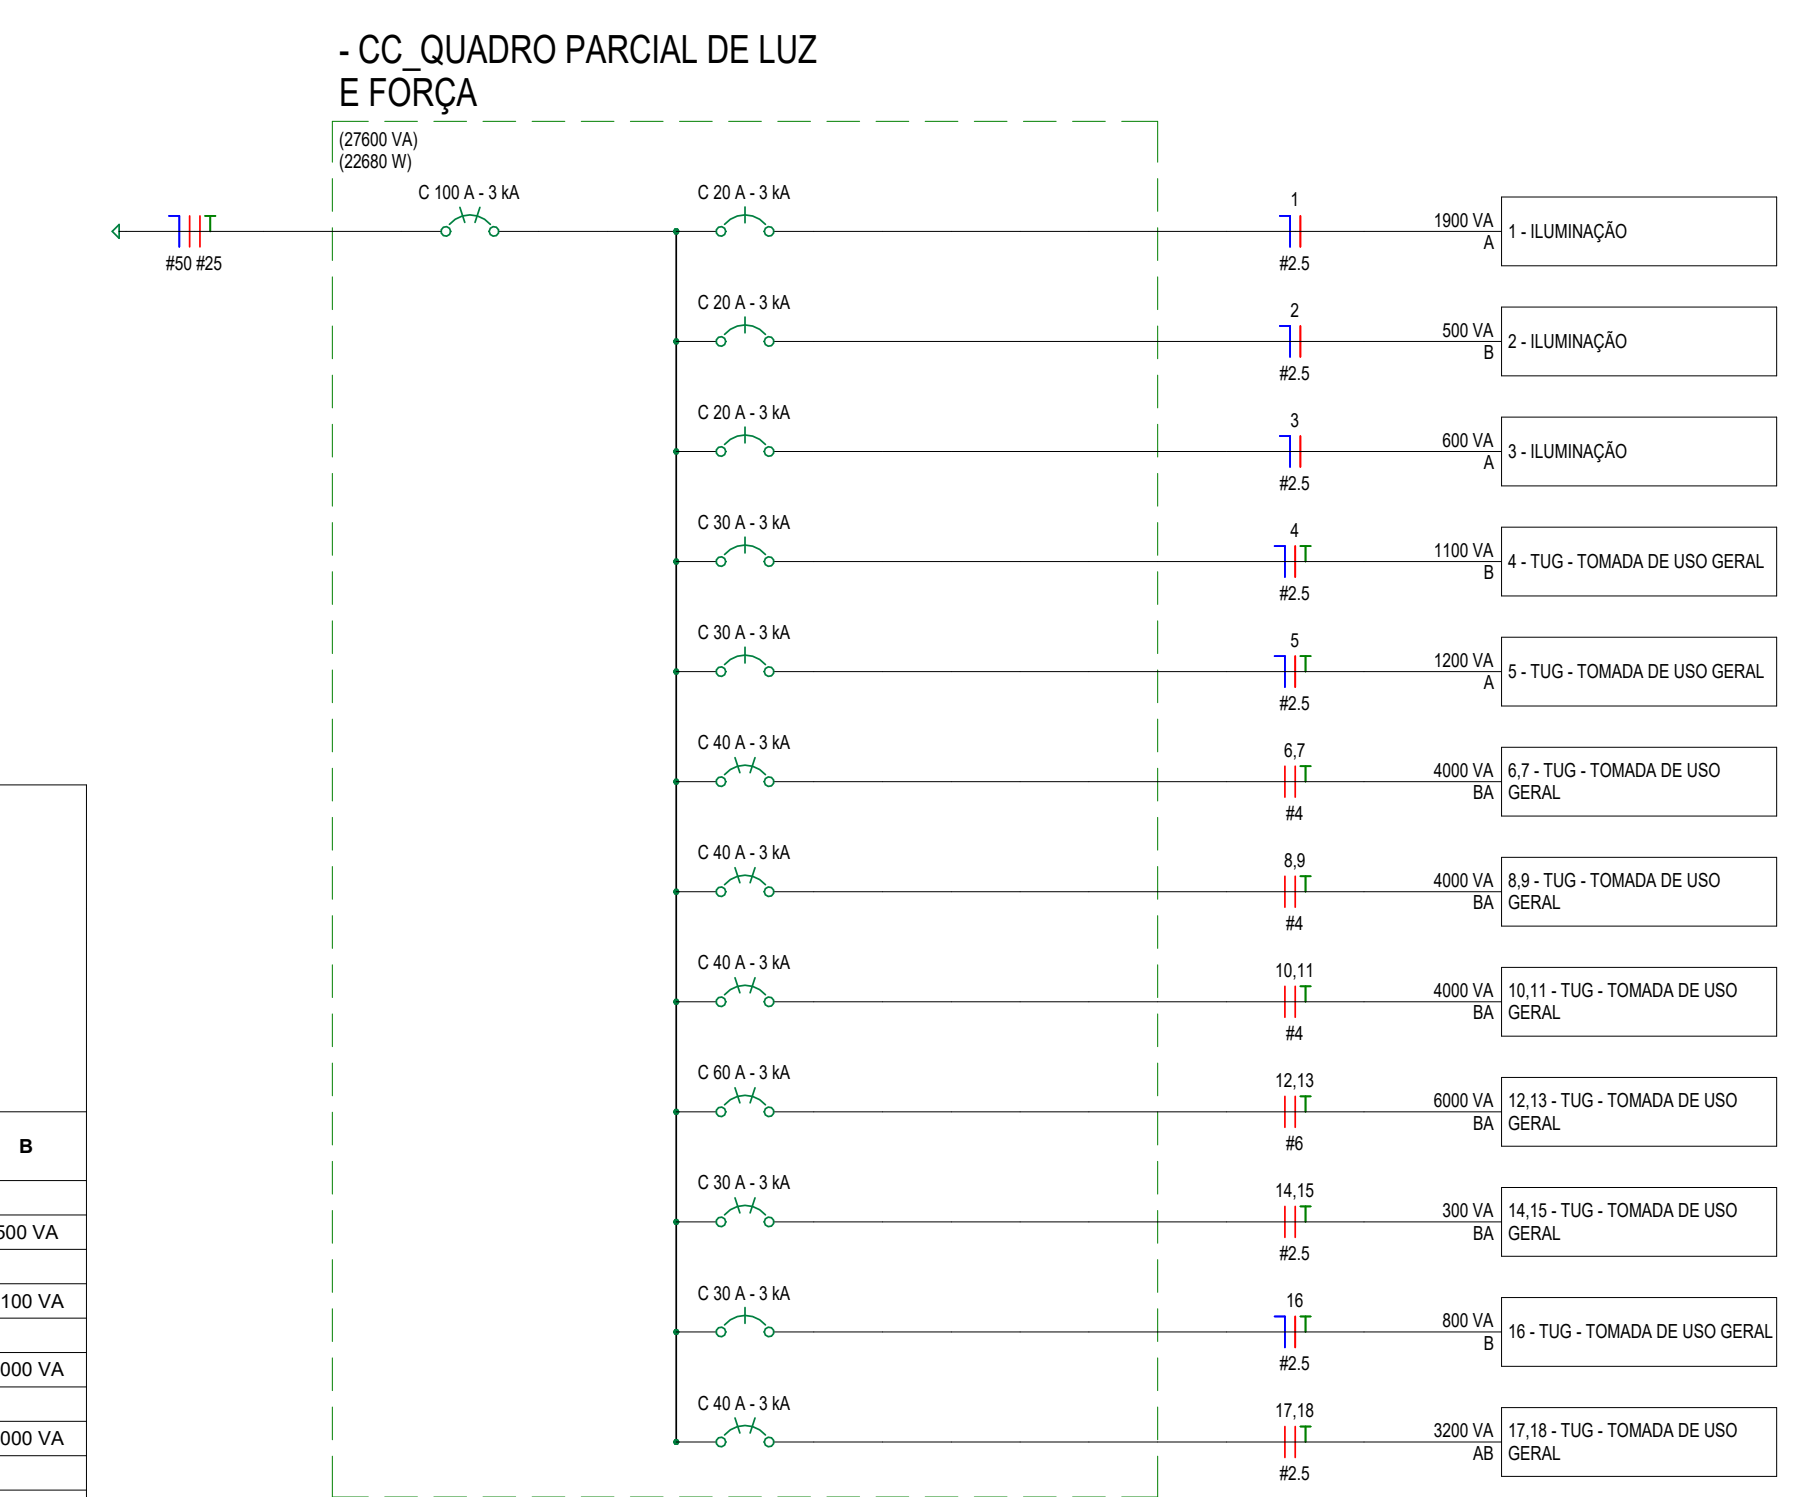 - CC_QUADRO PARCIAL DE LUZ
E FORÇA
(27600 VA)
(22680 W)
C 100 A - 3 kA
#50 #25
C 20 A - 3 kA
1
#2.5
1900 VA
A
1 - ILUMINAÇÃO
C 20 A - 3 kA
2
#2.5
500 VA
B
2 - ILUMINAÇÃO
C 20 A - 3 kA
3
#2.5
600 VA
A
3 - ILUMINAÇÃO
C 30 A - 3 kA
4
#2.5
1100 VA
B
4 - TUG - TOMADA DE USO GERAL
C 30 A - 3 kA
5
#2.5
1200 VA
A
5 - TUG - TOMADA DE USO GERAL
C 40 A - 3 kA
6,7
#4
4000 VA
BA
6,7 - TUG - TOMADA DE USO
GERAL
C 40 A - 3 kA
8,9
#4
4000 VA
BA
8,9 - TUG - TOMADA DE USO
GERAL
C 40 A - 3 kA
10,11
#4
4000 VA
BA
10,11 - TUG - TOMADA DE USO
GERAL
C 60 A - 3 kA
12,13
#6
6000 VA
BA
12,13 - TUG - TOMADA DE USO
GERAL
C 30 A - 3 kA
14,15
#2.5
300 VA
BA
14,15 - TUG - TOMADA DE USO
GERAL
C 30 A - 3 kA
16
#2.5
800 VA
B
16 - TUG - TOMADA DE USO GERAL
C 40 A - 3 kA
17,18
#2.5
3200 VA
AB
17,18 - TUG - TOMADA DE USO
GERAL
B
500 VA
100 VA
000 VA
000 VA